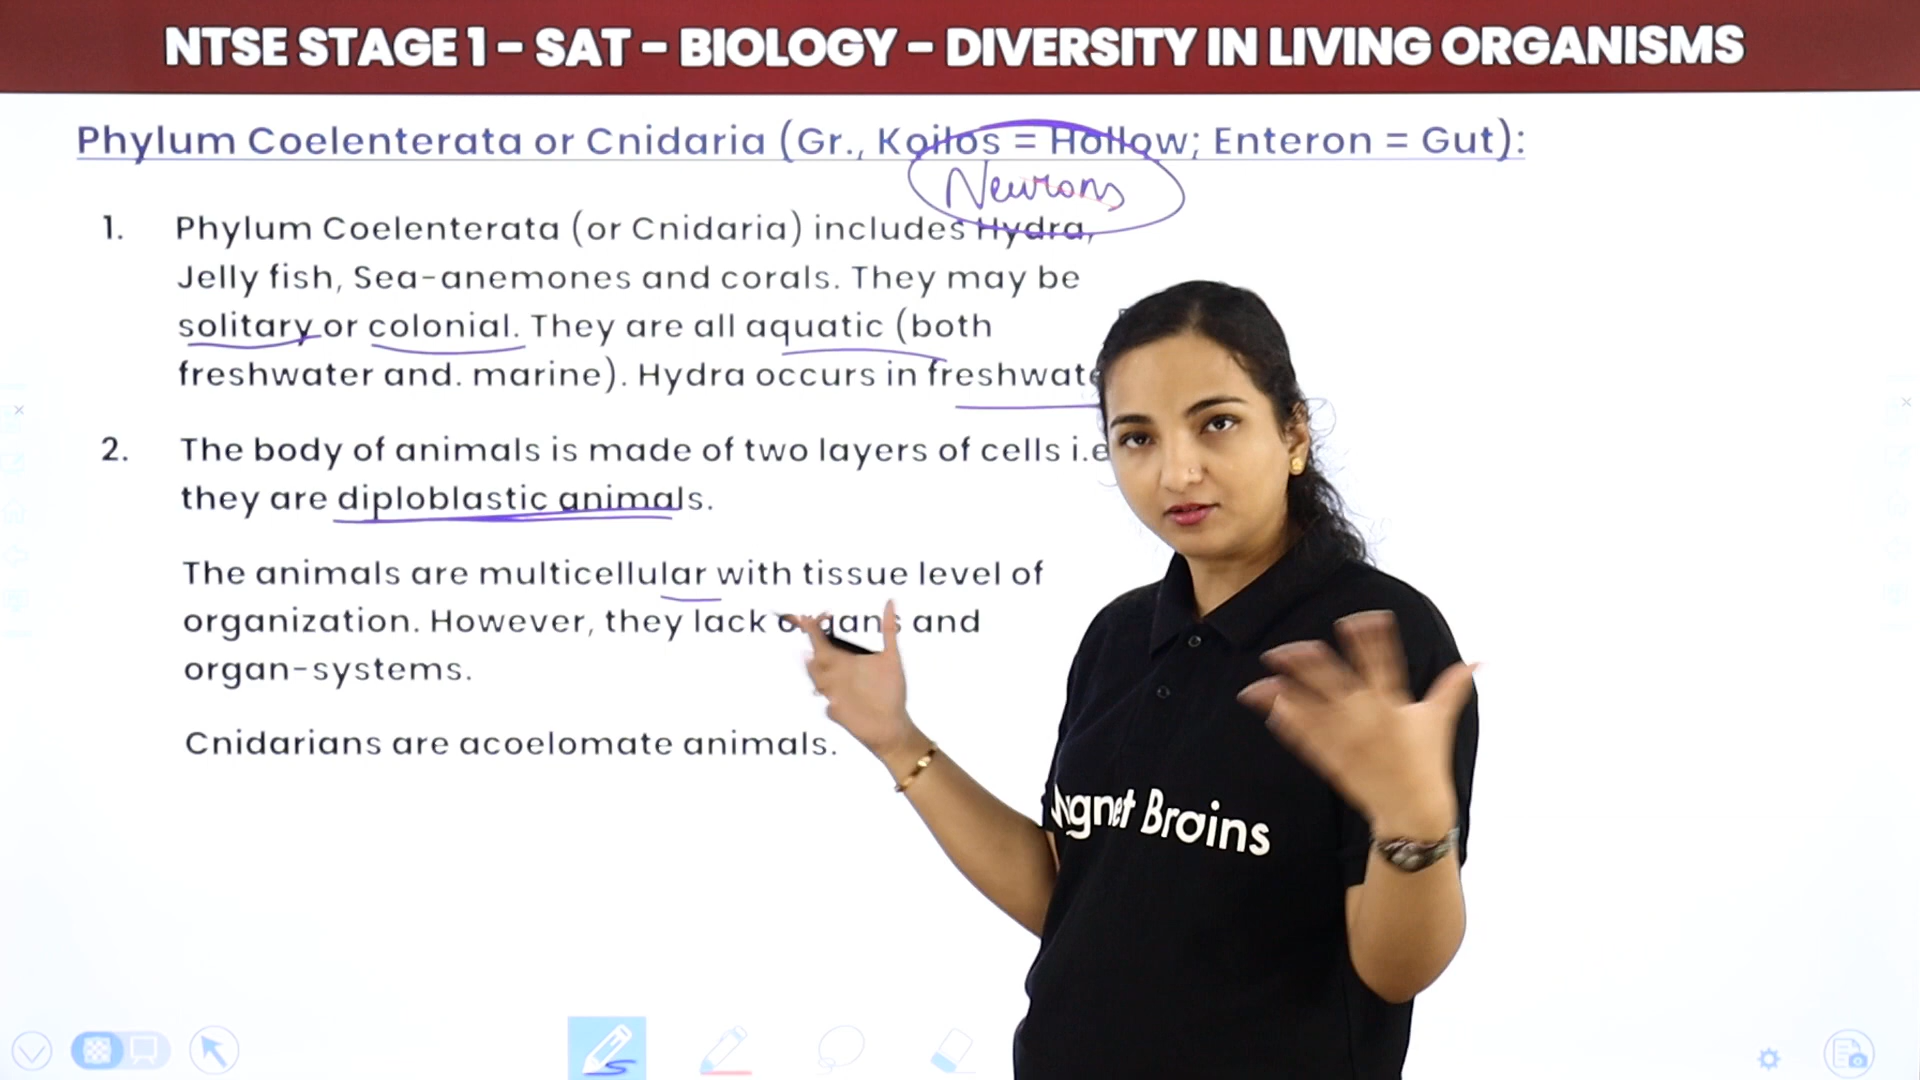 NTSE STAGE 1 - SAT - BIOLOGY - DIVERSITY IN LIVING ORGANISMS
Phylum Coelenterata or Cnidaria (Gr., Koilos = Hollow; Enteron = Gut):
Neurons
1. Phylum Coelenterata (or Cnidaria) includes Hydra,
Jelly fish, Sea-anemones and corals. They may be
solitary or colonial. They are all aquatic (both
freshwater and. marine). Hydra occurs in
2. The body of animals is made of two layers of cells i.e
they are diploblastic animals.
The animals are multicellular with tissue level of
organization. However, they lack organs and
organ-systems.
Cnidarians are acoelomate animals.
Brains